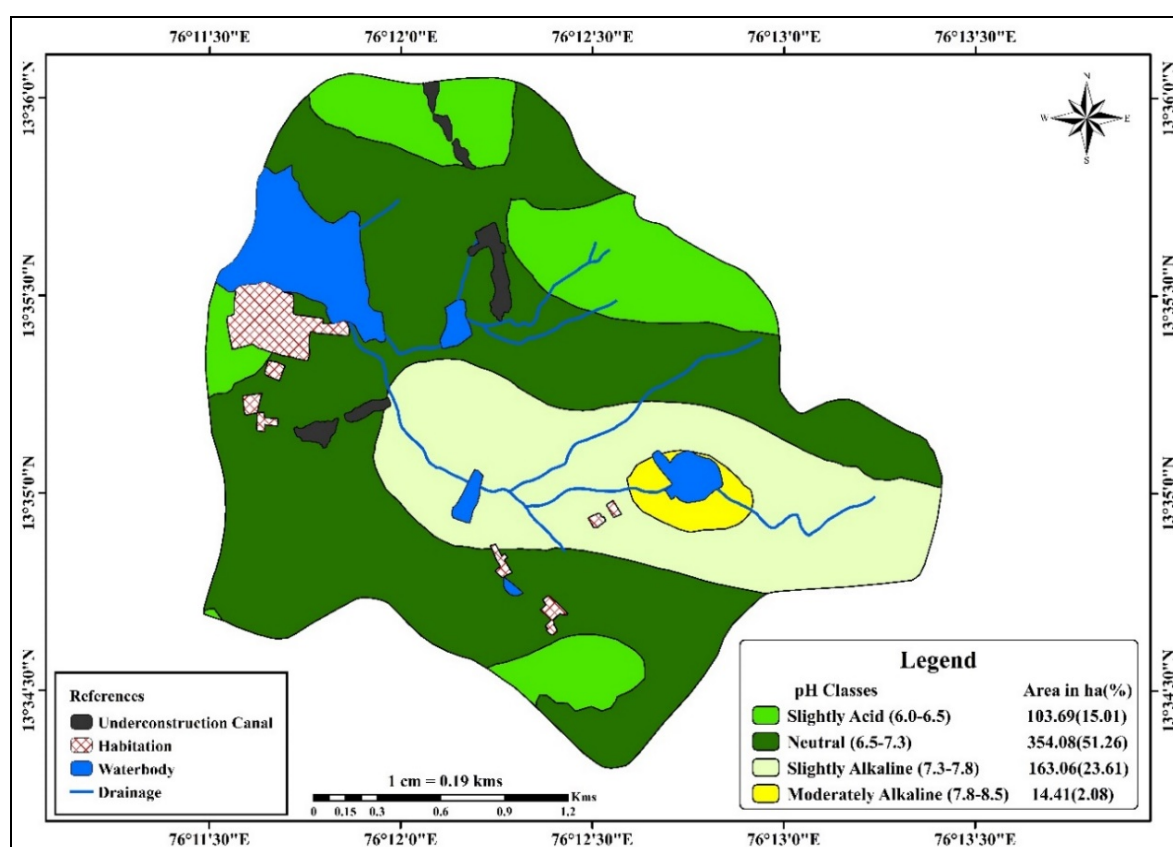 76°11'30"E 76°12'0"E 76°12'30"E 76°13'0"E 76°13'30"E
13°36'0"N 13°36'0"N
N
W E
S
13°35'30"N 13°35'30"N
13°35'0"N 13°35'0"N
13°34'30"N 13°34'30"N
References
Underconstruction Canal
Habitation
Waterbody
Drainage
1 cm = 0.19 kms
Kms
0 0.15 0.3 0.6 0.9 1.2
Legend
pH Classes Area in ha(%)
Slightly Acid (6.0-6.5) 103.69(15.01)
Neutral (6.5-7.3) 354.08(51.26)
Slightly Alkaline (7.3-7.8) 163.06(23.61)
Moderately Alkaline (7.8-8.5) 14.41(2.08)
76°11'30"E 76°12'0"E 76°12'30"E 76°13'0"E 76°13'30"E